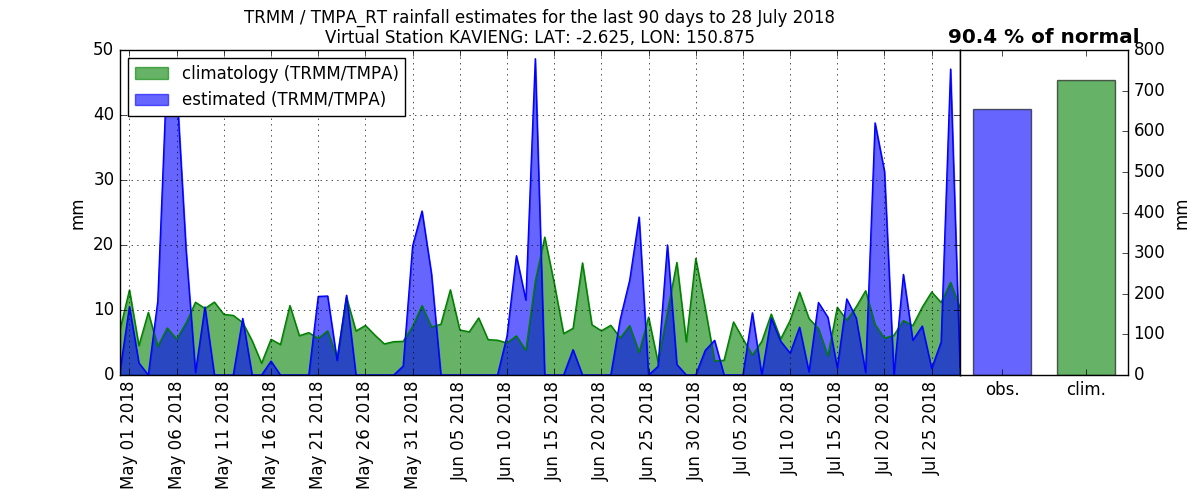 TRMM / TMPA_RT rainfall estimates for the last 90 days to 28 July 2018
Virtual Station KAVIENG: LAT: -2.625, LON: 150.875
90.4 % of normal
climatology (TRMM/TMPA)
estimated (TRMM/TMPA)
50
40
30
20
10
0
mm
May 01 2018
May 06 2018
May 11 2018
May 16 2018
May 21 2018
May 26 2018
May 31 2018
Jun 05 2018
Jun 10 2018
Jun 15 2018
Jun 20 2018
Jun 25 2018
Jun 30 2018
Jul 05 2018
Jul 10 2018
Jul 15 2018
Jul 20 2018
Jul 25 2018
obs.
clim.
800
700
600
500
400
300
200
100
0
mm